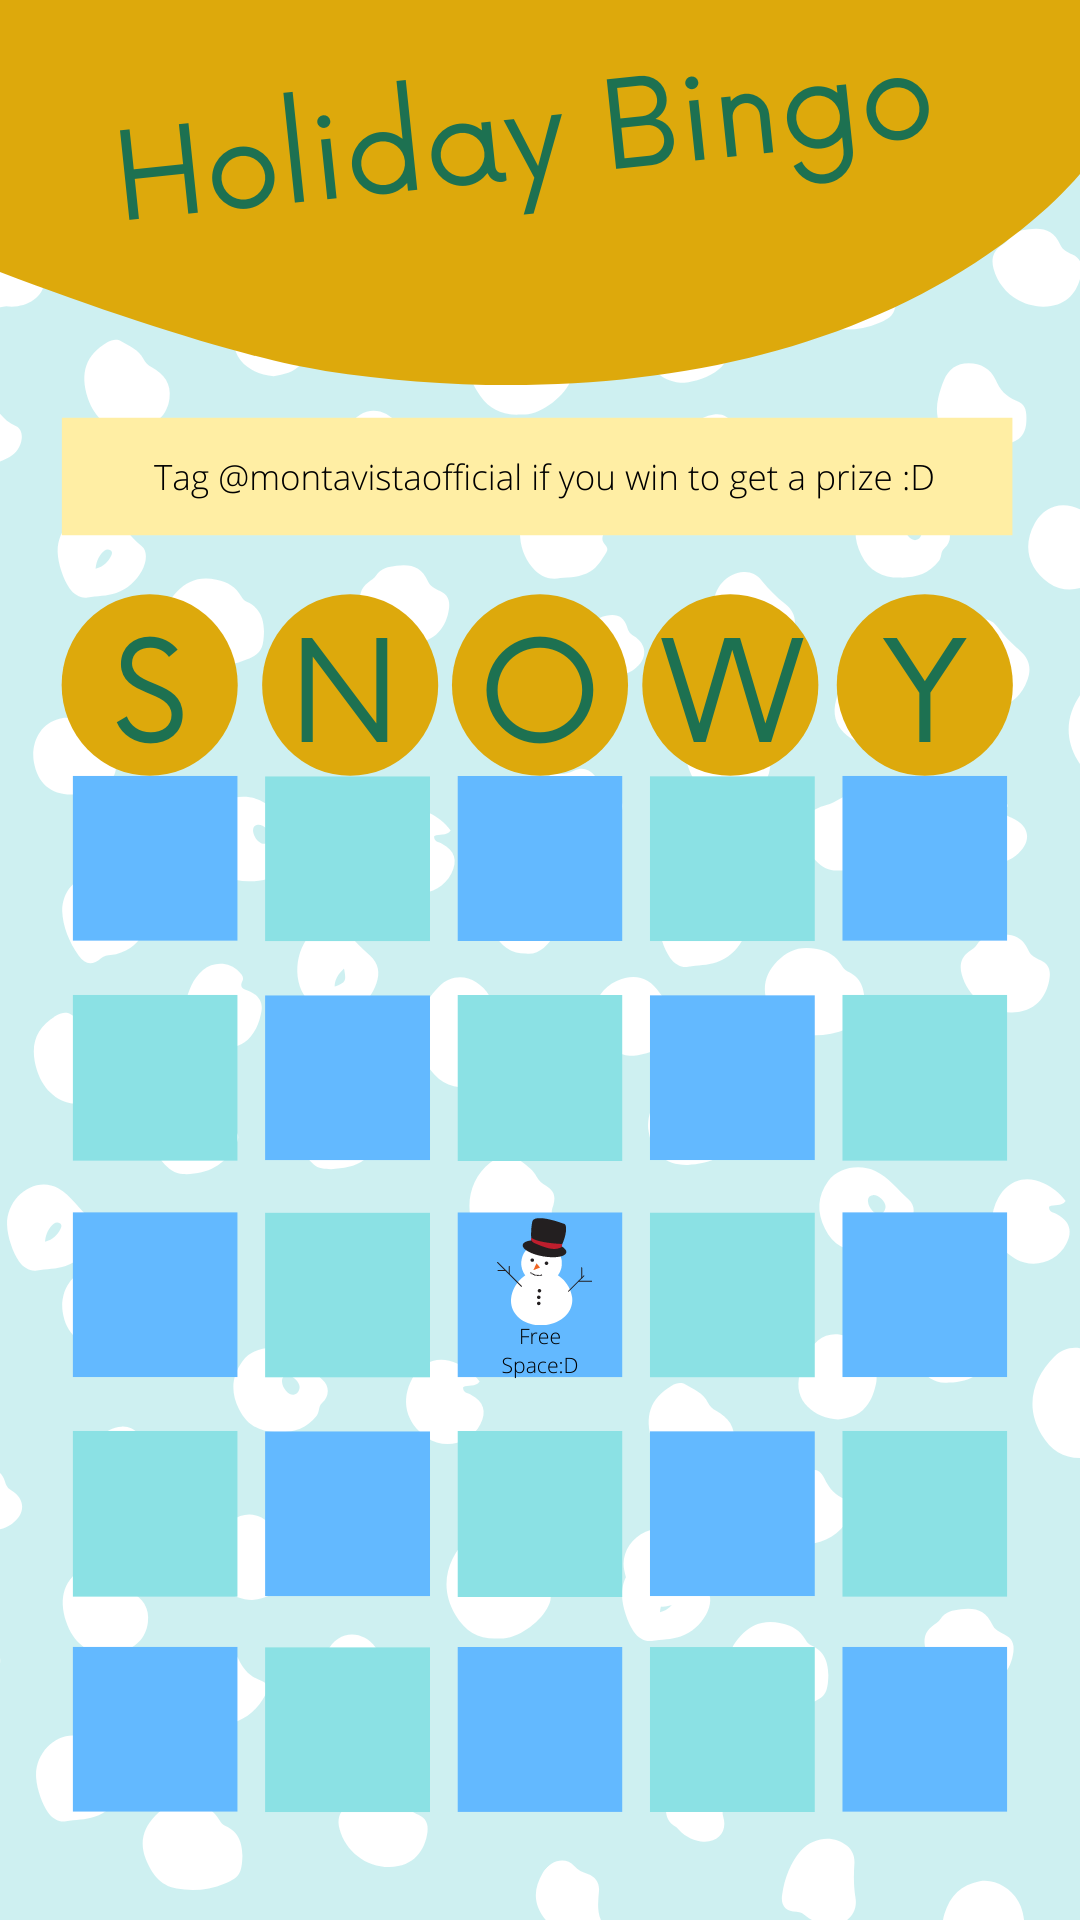 Holiday Bingo
Tag @montavistaofficial if you win to get a prize :D
S N O W Y
Free
Space:D